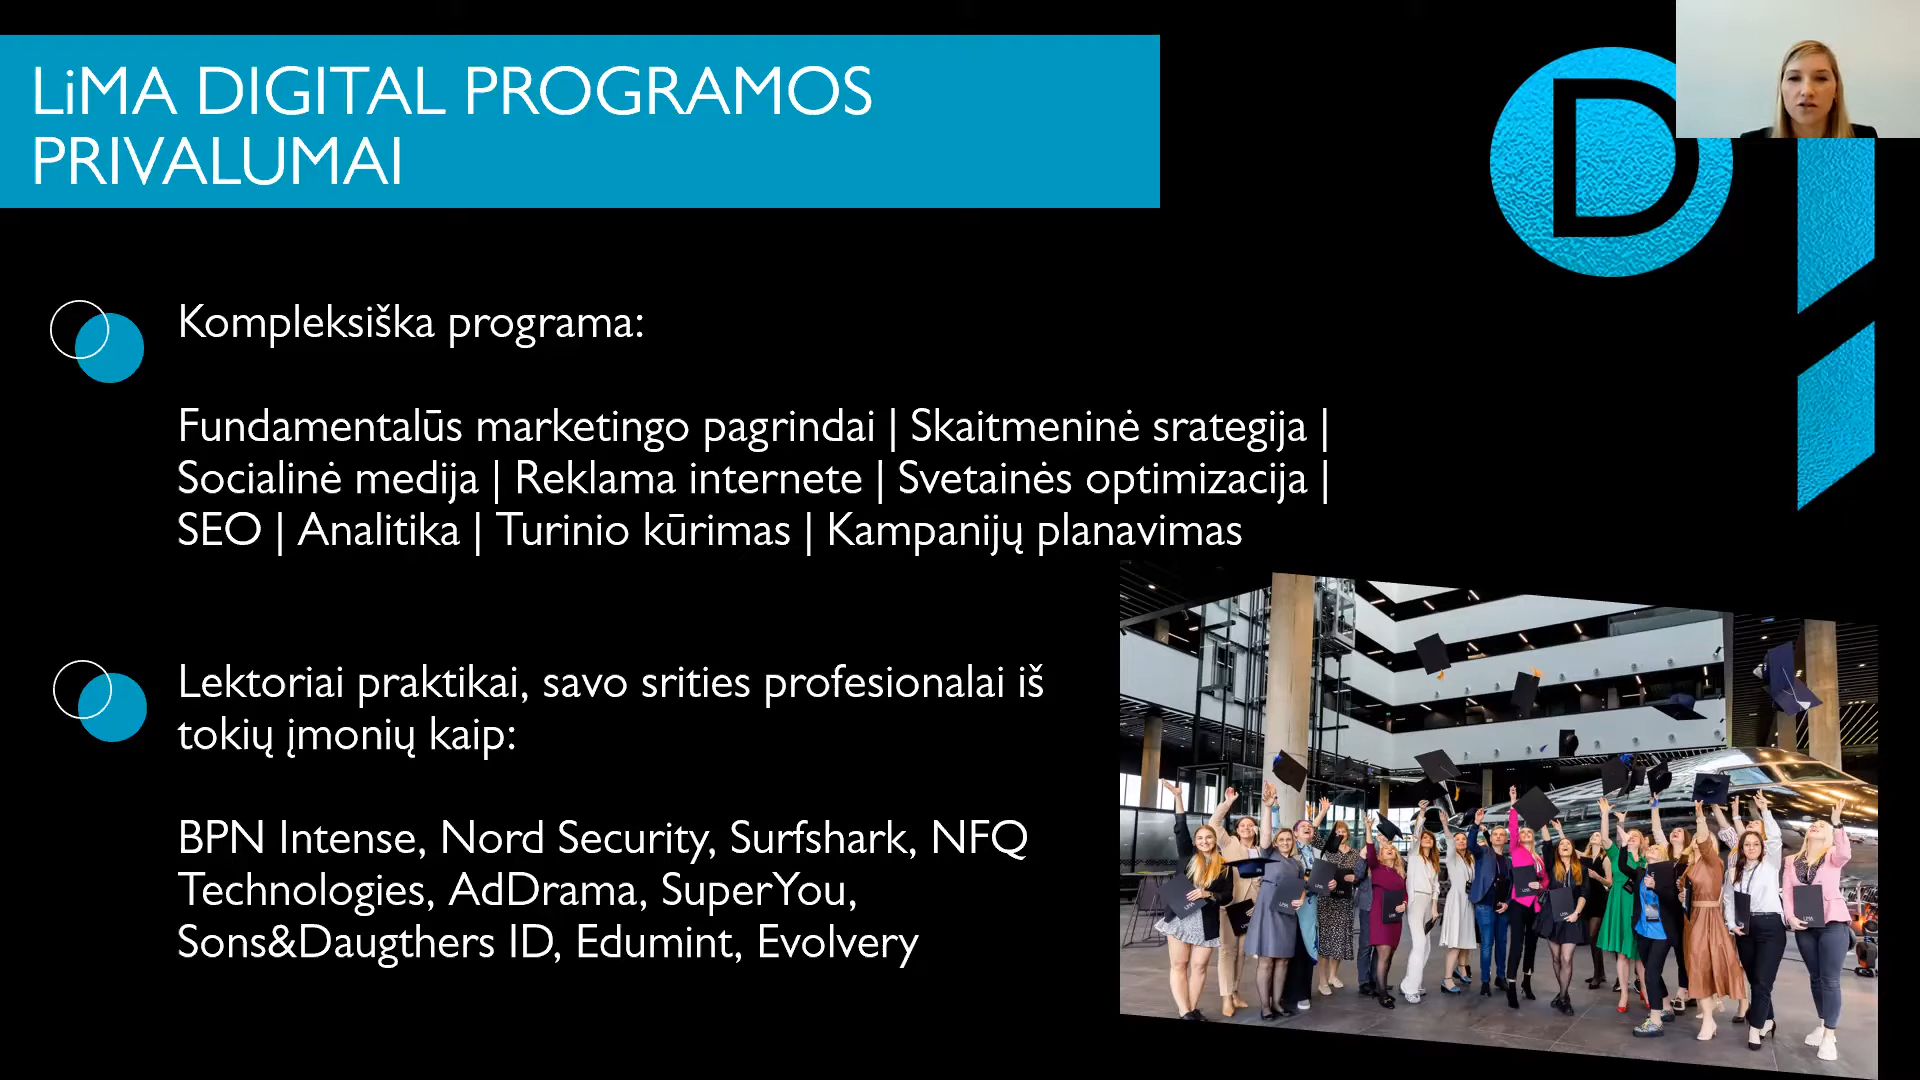 LiMA DIGITAL PROGRAMOS
PRIVALUMAI
D
Kompleksiška programa:
Fundamentalūs marketingo pagrindai | Skaitmeninė srategija |
Socialinė medija | Reklama internete | Svetainės optimizacija |
SEO | Analitika | Turinio kūrimas | Kampanijų planavimas
Lektoriai praktikai, savo srities profesionalai iš
tokių įmonių kaip:
BPN Intense, Nord Security, Surfshark, NFQ
Technologies, AdDrama, SuperYou,
Sons&Daugthers ID, Edumint, Evolvery